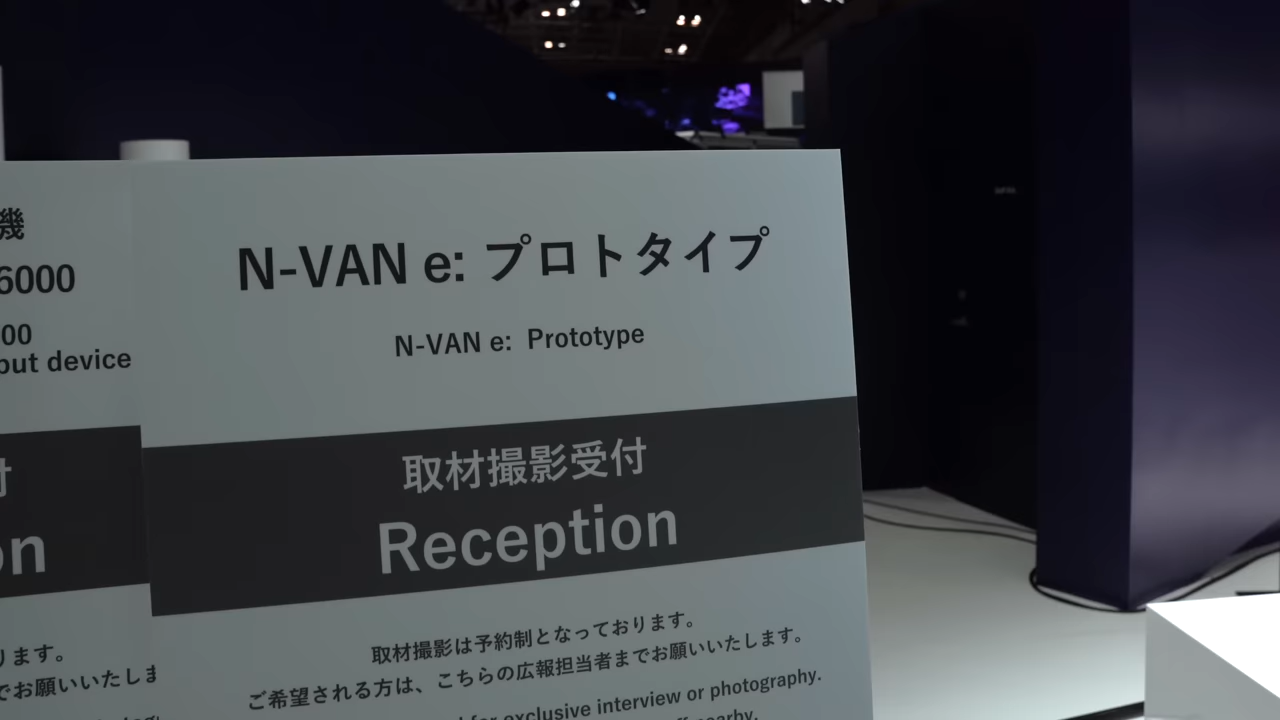 機
6000
00
put device
付
on
ります。
でお願いいたしま
N-VAN e: プロトタイプ
N-VAN e: Prototype
取材撮影受付
Reception
取材撮影は予約制となっております。
ご希望される方は、こちらの広報担当者までお願いいたします。
for exclusive interview or photography.
nearby.